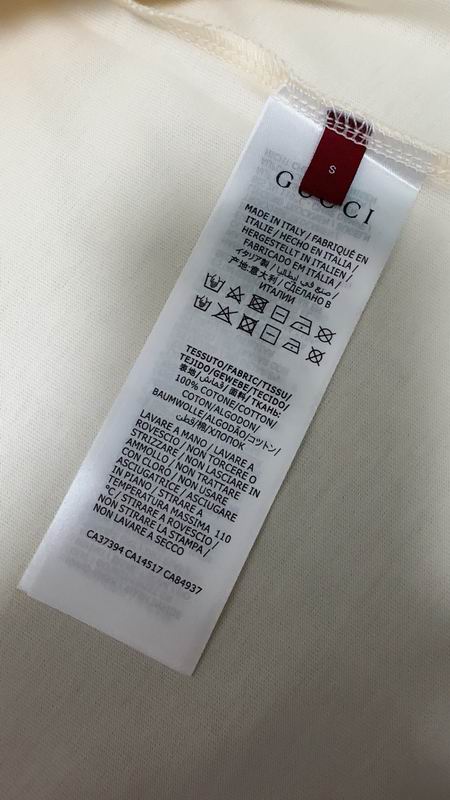 S
GUCCI
MADE IN ITALY / FABRIQUÉ EN
ITALIE / HECHO EN ITALIA /
HERGESTELLT IN ITALIEN /
FABRICADO EM ITÁLIA /
イタリア製 / صنع في إيطاليا /
产地:意大利 / СДЕЛАНО В
ИТАЛИИ
TESSUTO/FABRIC/TISSU/
TEJIDO/GEWEBE/TECIDO/
表地/قماش/面料/ТКАНЬ:
100% COTONE/COTTON/
COTON/ALGODON/
BAUMWOLLE/ALGODÃO/コットン/
قطن/棉/ХЛОПОК
LAVARE A MANO / LAVARE A
ROVESCIO / NON TORCERE O
STRIZZARE / NON LASCIARE IN
AMMOLLO / NON TRATTARE
CON CLORO / NON USARE
ASCIUGATRICE / ASCIUGARE
IN PIANO / STIRARE A
TEMPERATURA MASSIMA 110
°C / STIRARE A ROVESCIO /
NON STIRARE LA STAMPA /
NON LAVARE A SECCO
CA37394 CA14517 CA84937